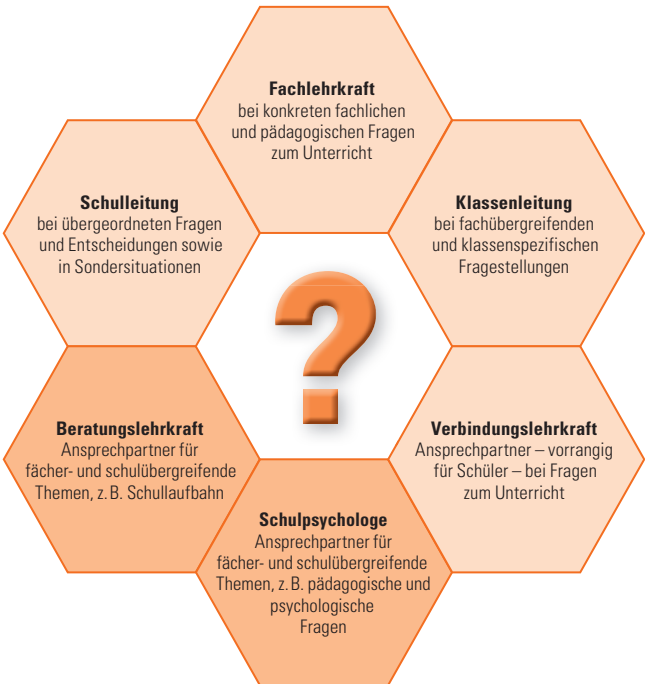 Fachlehrkraft
bei konkreten fachlichen
und pädagogischen Fragen
zum Unterricht
Schulleitung
bei übergeordneten Fragen
und Entscheidungen sowie
in Sondersituationen
Klassenleitung
bei fachübergreifenden
und klassenspezifischen
Fragestellungen
?
Beratungslehrkraft
Ansprechpartner für
fächer- und schulübergreifende
Themen, z. B. Schullaufbahn
Verbindungslehrkraft
Ansprechpartner – vorrangig
für Schüler – bei Fragen
zum Unterricht
Schulpsychologe
Ansprechpartner für
fächer- und schulübergreifende
Themen, z. B. pädagogische und
psychologische
Fragen